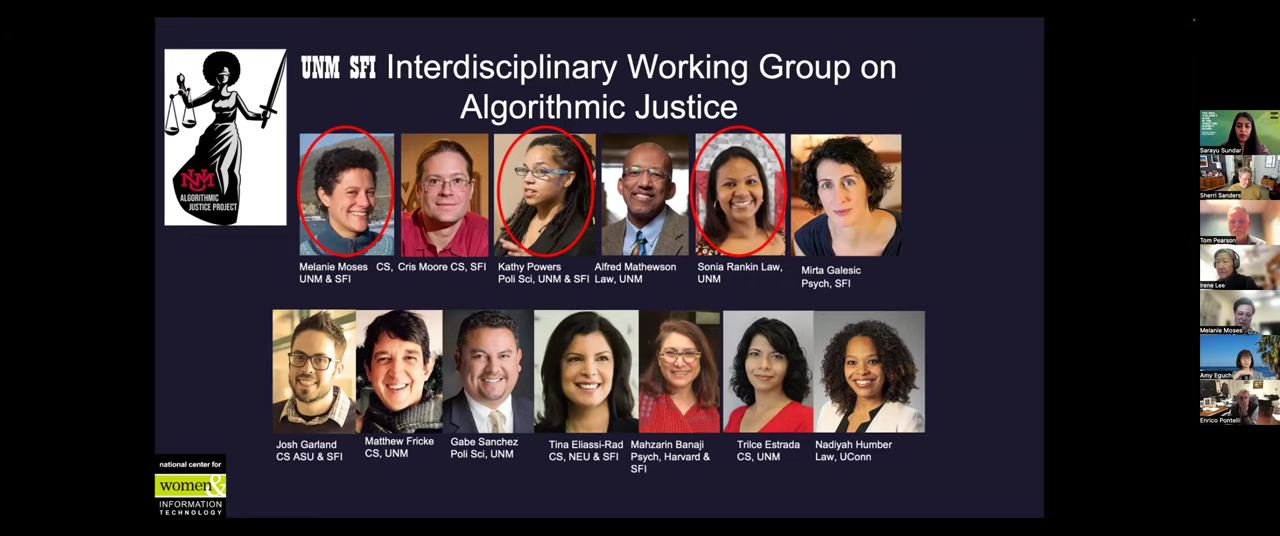 UNM SFI Interdisciplinary Working Group on
Algorithmic Justice
UNM
ALGORITHMIC
JUSTICE PROJECT
Melanie Moses CS,
UNM & SFI
Cris Moore CS, SFI
Kathy Powers
Poli Sci, UNM & SFI
Alfred Mathewson
Law, UNM
Sonia Rankin Law,
UNM
Mirta Galesic
Psych, SFI
Josh Garland
CS ASU & SFI
Matthew Fricke
CS, UNM
Gabe Sanchez
Poli Sci, UNM
Tina Eliassi-Rad
CS, NEU & SFI
Mahzarin Banaji
Psych, Harvard &
SFI
Trilce Estrada
CS, UNM
Nadiyah Humber
Law, UConn
national center for
women&
INFORMATION
TECHNOLOGY
Sarayu Sundar
Sherri Sanders
Tom Pearson
Irene Lee
Melanie Moses
Amy Eguchi
Enrico Pontelli